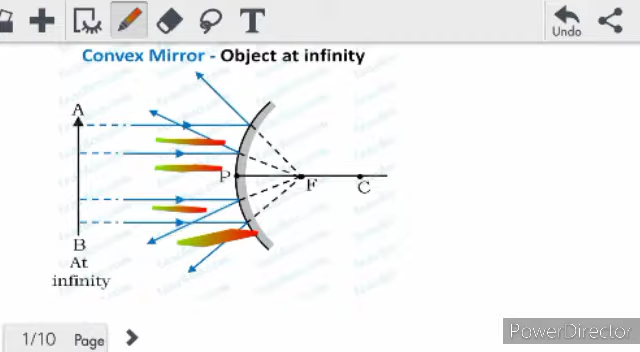 T
Undo
Convex Mirror - Object at infinity
A
P
F
C
B
At
infinity
1/10 Page
PowerDirector